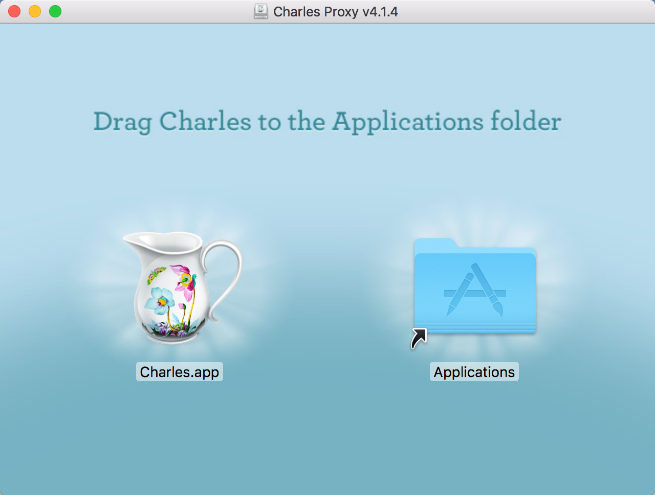 Charles Proxy v4.1.4
Drag Charles to the Applications folder
Charles.app
Applications